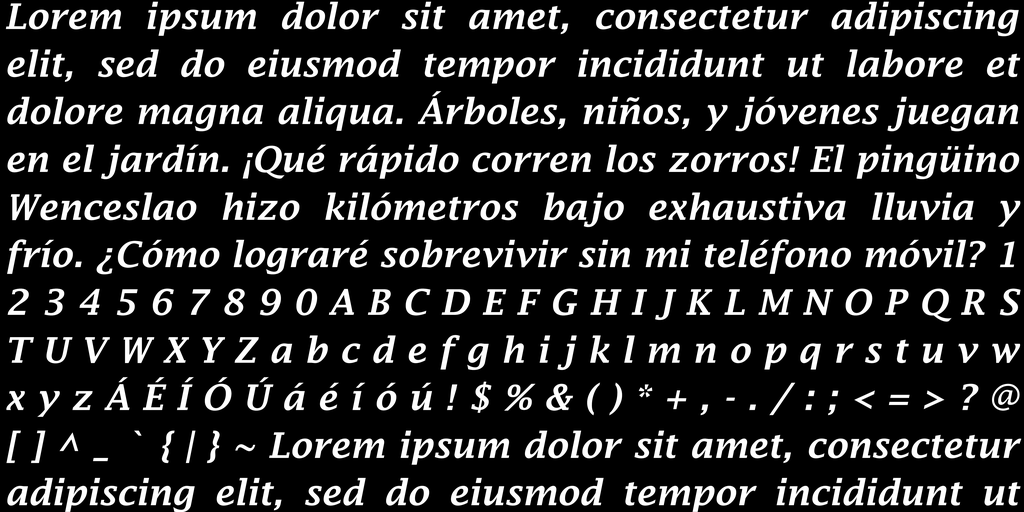 Lorem ipsum dolor sit amet, consectetur adipiscing
elit, sed do eiusmod tempor incididunt ut labore et
dolore magna aliqua. Árboles, niños, y jóvenes juegan
en el jardín. ¡Qué rápido corren los zorros! El pingüino
Wenceslao hizo kilómetros bajo exhaustiva lluvia y
frío. ¿Cómo lograré sobrevivir sin mi teléfono móvil? 1
2 3 4 5 6 7 8 9 0 A B C D E F G H I J K L M N O P Q R S
T U V W X Y Z a b c d e f g h i j k l m n o p q r s t u v w
x y z Á É Í Ó Ú á é í ó ú ! $ % & ( ) * + , - . / : ; < = > ? @
[ ] ^ _ ` { | } ~ Lorem ipsum dolor sit amet, consectetur
adipiscing elit, sed do eiusmod tempor incididunt ut